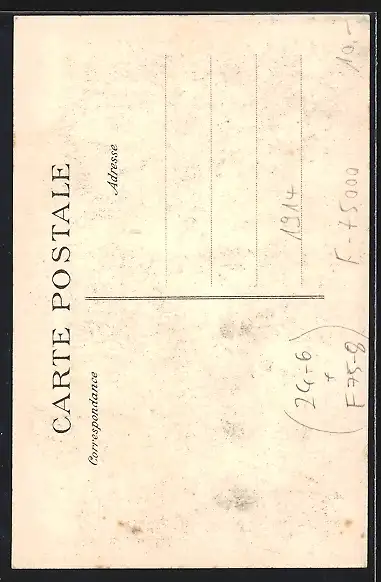 CARTE POSTALE
Correspondance
Adresse
1914
10.-
F-75000
(24+6)
+
F75-8